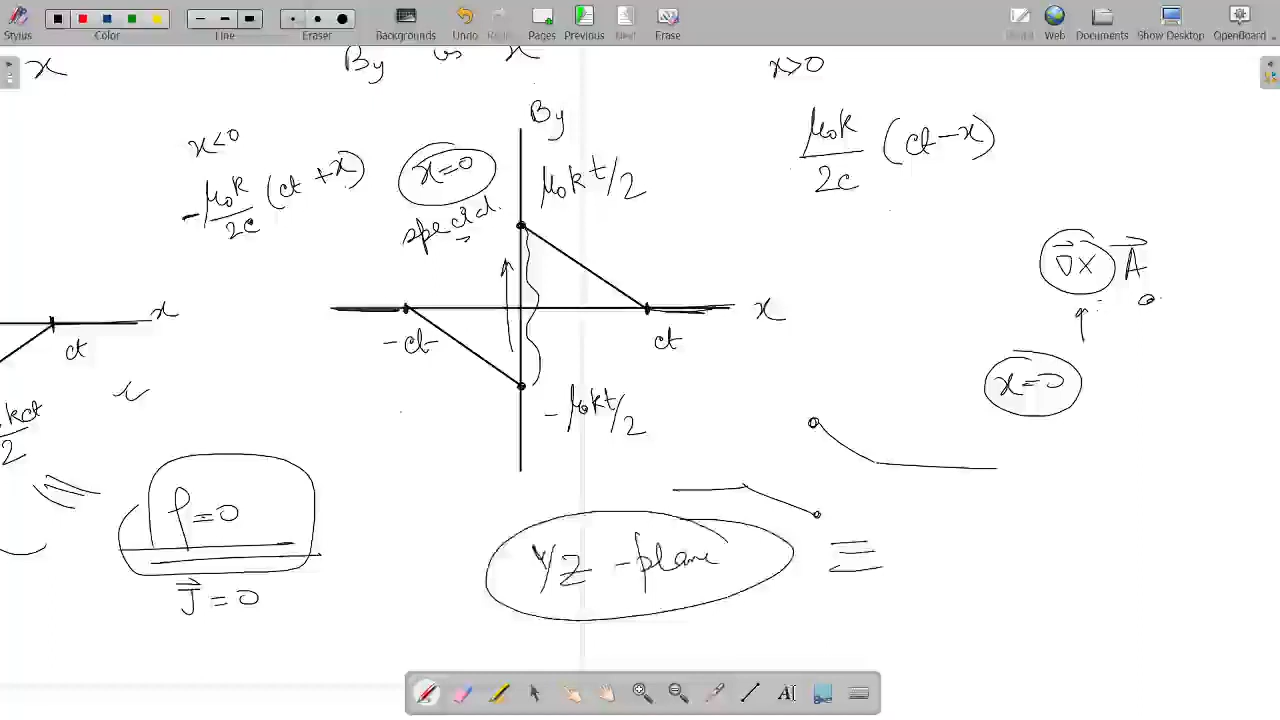 Stylus
Color
Line
Eraser
Backgrounds
Undo
Pages
Previous
Next
Erase
Web
Documents
Show Desktop
OpenBoard
x
By vs x
x>0
x<0
-μ₀k/2c (ct + x)
x=0
special.
By
μ₀kt/2
μ₀k/2c (ct-x)
∇⃗× A⃗
x
-ct
ct
-μ₀kt/2
x=0
x
ct
kct/2
ρ=0
J⃗=0
YZ-plane